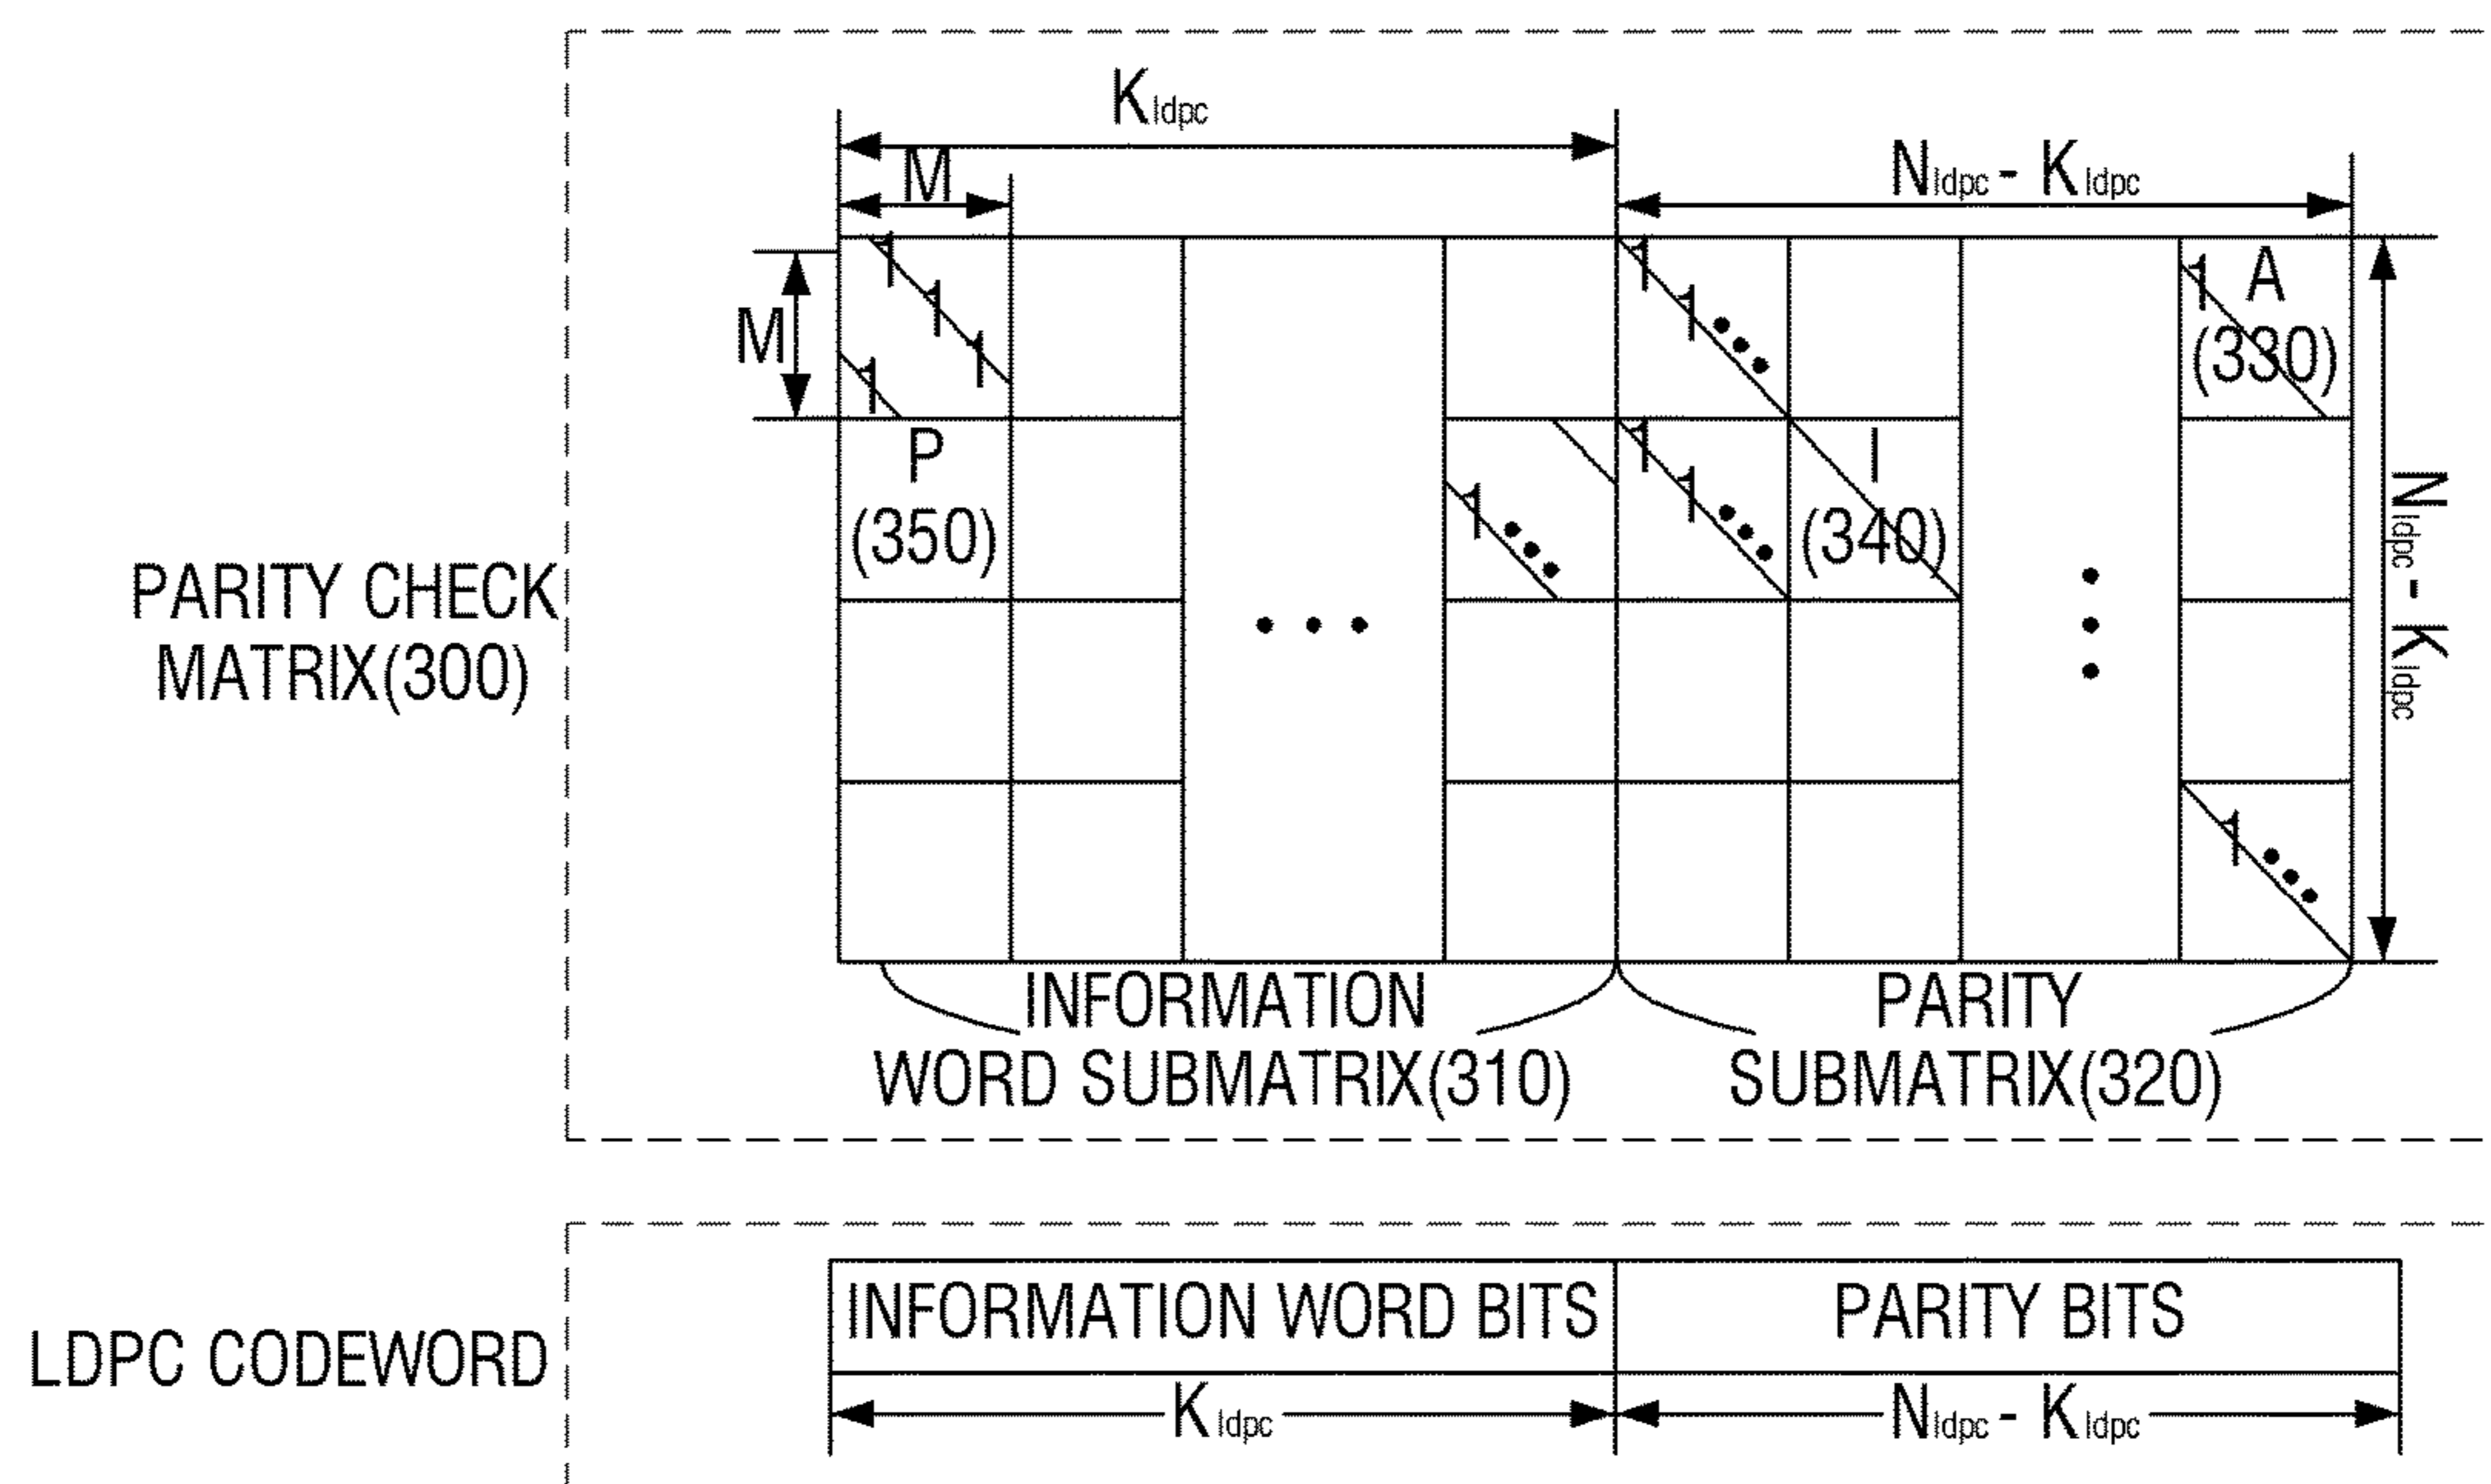 Kldpc
M
Nldpc - Kldpc
1
1
1
1
M
1
1
A
(330)
1
P
(350)
1
1
1
I
(340)
Nldpc - Kldpc
PARITY CHECK
MATRIX(300)
1
INFORMATION
WORD SUBMATRIX(310)
PARITY
SUBMATRIX(320)
LDPC CODEWORD
INFORMATION WORD BITS
PARITY BITS
Kldpc
Nldpc - Kldpc